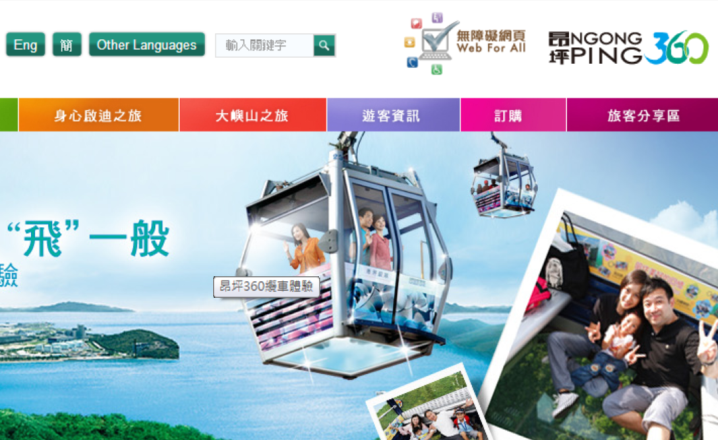 Eng
簡
Other Languages
輸入關鍵字
無障礙網頁
Web For All
昂坪
NGONG
PING
360
身心啟迪之旅
大嶼山之旅
遊客資訊
訂購
旅客分享區
“飛”一般
驗
昂坪360纜車體驗